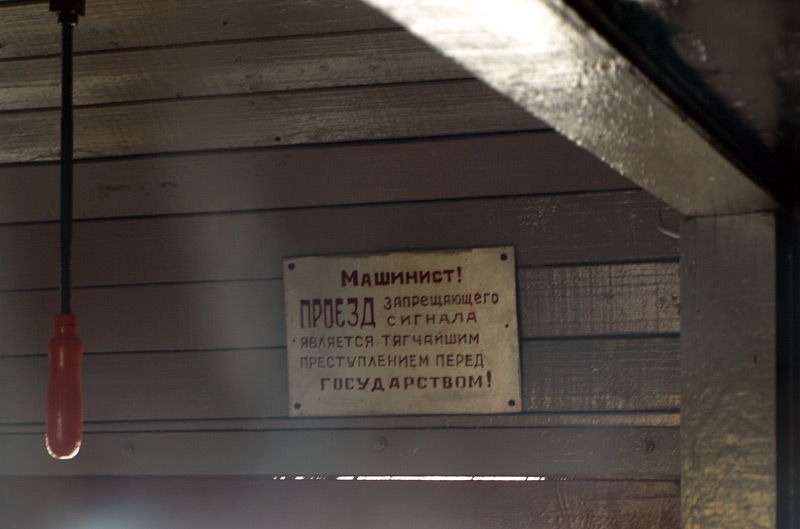 Машинист!
ПРОЕЗД запрещающего
сигнала
является тягчайшим
преступлением перед
государством!